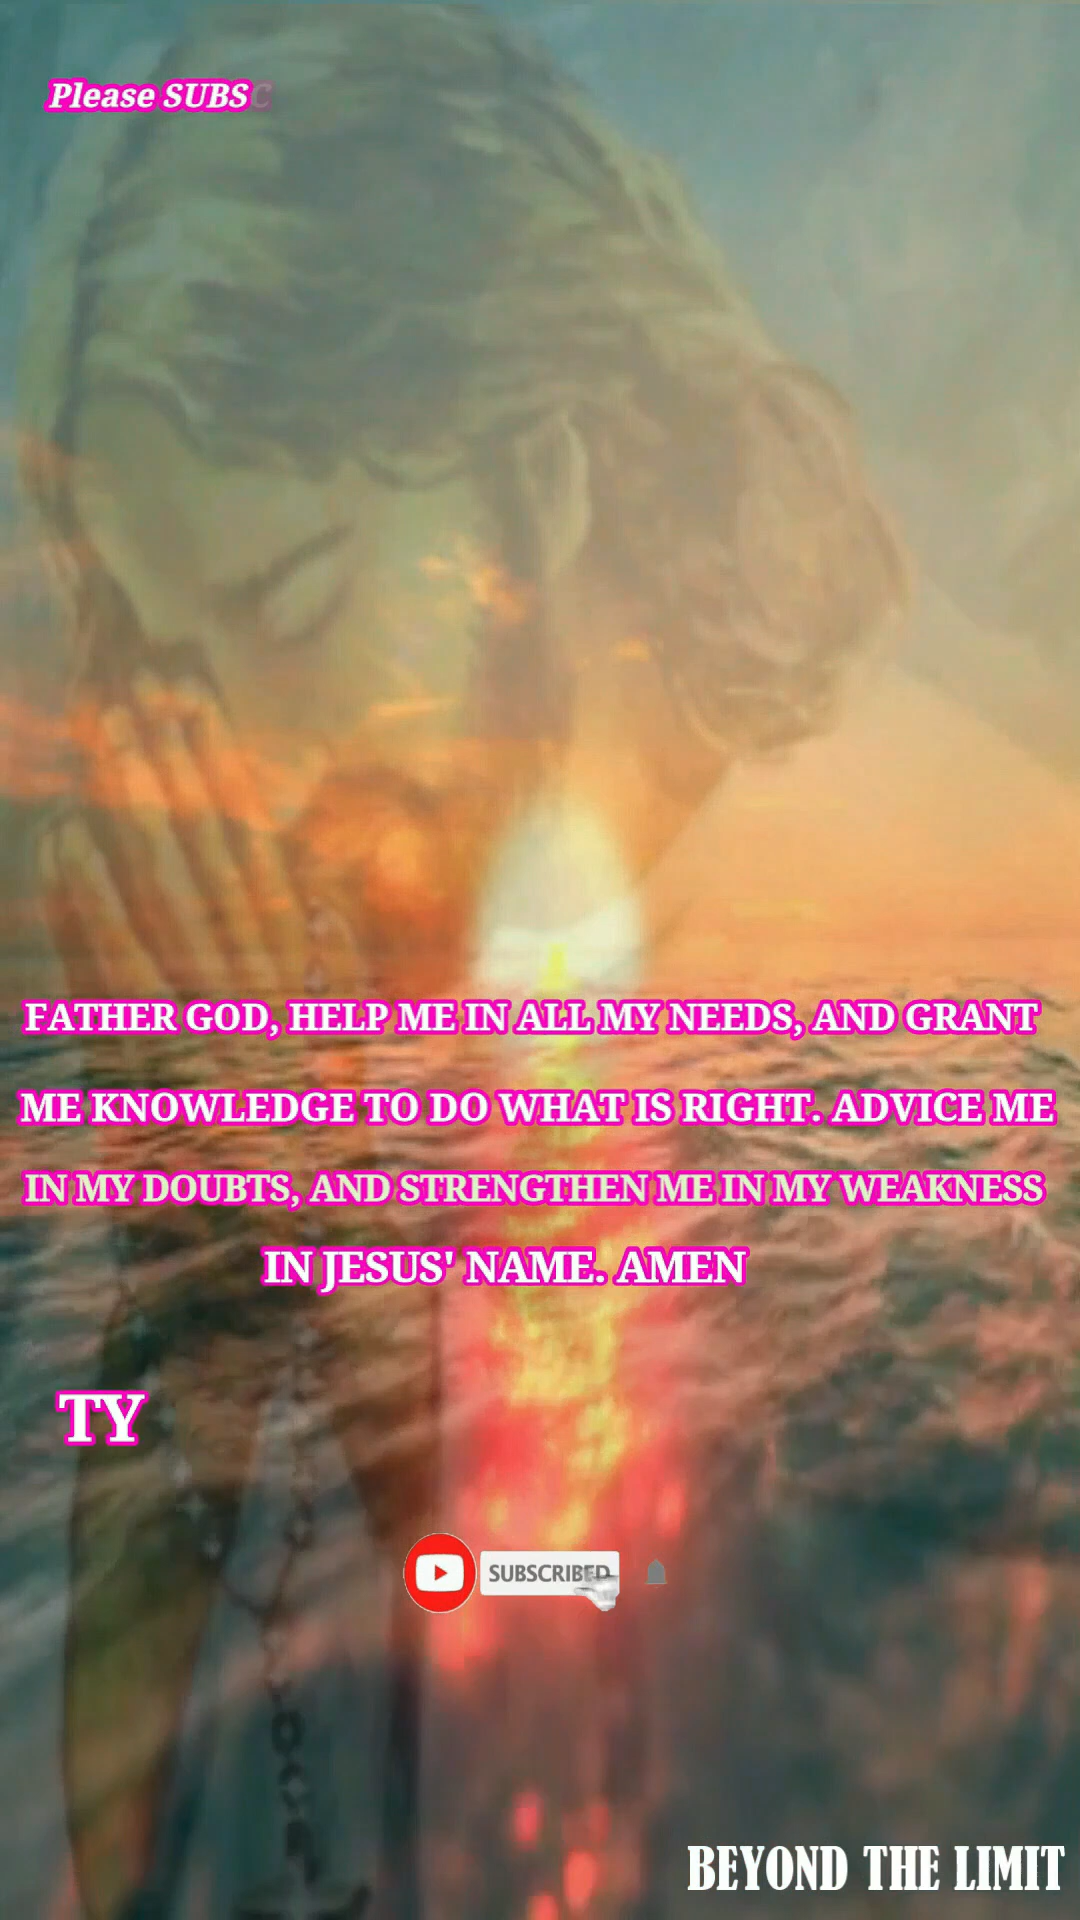 Please SUBSC
FATHER GOD, HELP ME IN ALL MY NEEDS, AND GRANT
ME KNOWLEDGE TO DO WHAT IS RIGHT. ADVICE ME
IN MY DOUBTS, AND STRENGTHEN ME IN MY WEAKNESS
IN JESUS' NAME. AMEN
TY
SUBSCRIBED
BEYOND THE LIMIT